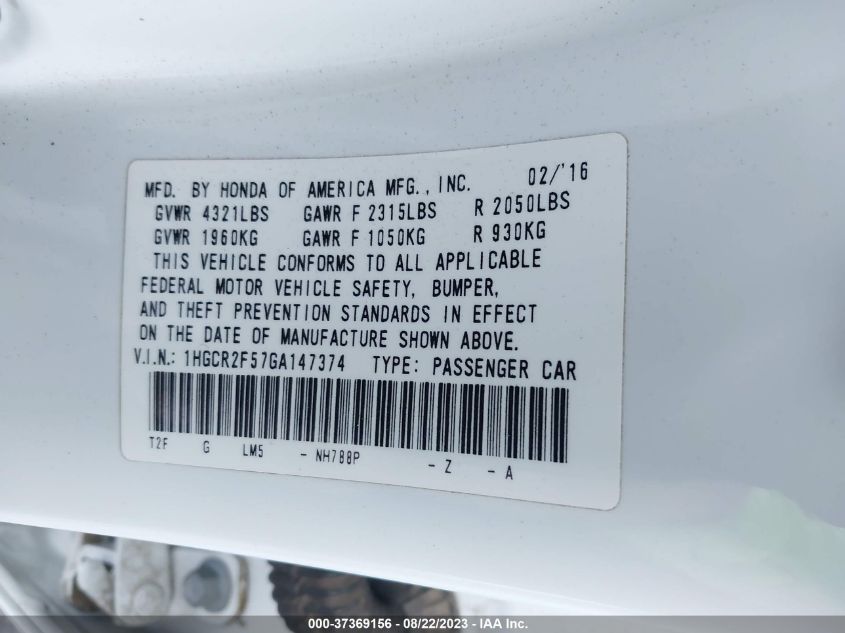 MFD. BY HONDA OF AMERICA MFG., INC. 02/'16
GVWR 4321LBS GAWR F 2315LBS R 2050LBS
GVWR 1960KG GAWR F 1050KG R 930KG
THIS VEHICLE CONFORMS TO ALL APPLICABLE
FEDERAL MOTOR VEHICLE SAFETY, BUMPER,
AND THEFT PREVENTION STANDARDS IN EFFECT
ON THE DATE OF MANUFACTURE SHOWN ABOVE.
V.I.N.: 1HGCR2F57GA147374 TYPE: PASSENGER CAR
T2F G LM5 - NH788P - Z - A
000-37369156 - 08/22/2023 - IAA Inc.